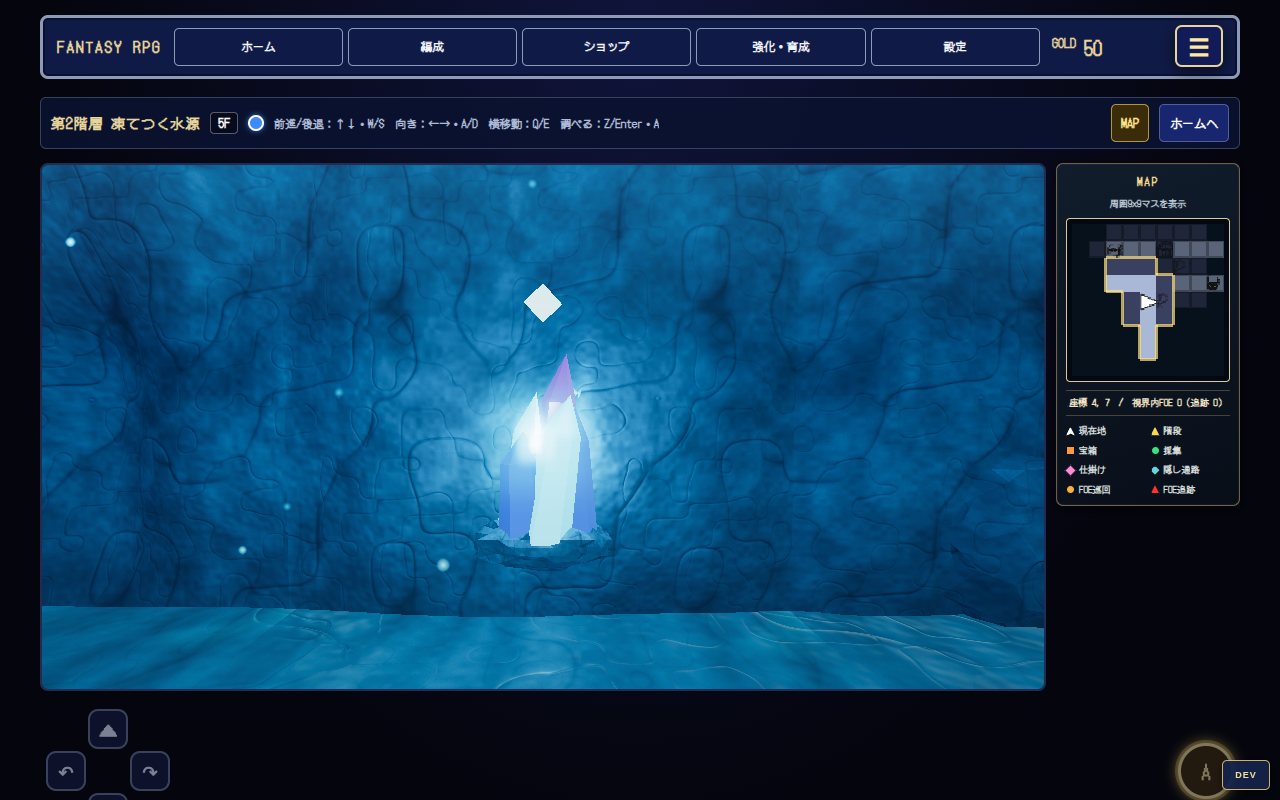 FANTASY RPG ホーム 編成 ショップ 強化・育成 設定 GOLD 50
第2階層 凍てつく水源 5F 前進/後退：↑↓・W/S 向き：←→・A/D 横移動：Q/E 調べる：Z/Enter・A MAP ホームへ
MAP
周囲9x9マスを表示
座標 4, 7 / 視界内FOE 0（追跡 0）
現在地 階段
宝箱 採集
仕掛け 隠し通路
FOE巡回 FOE追跡
A
DEV